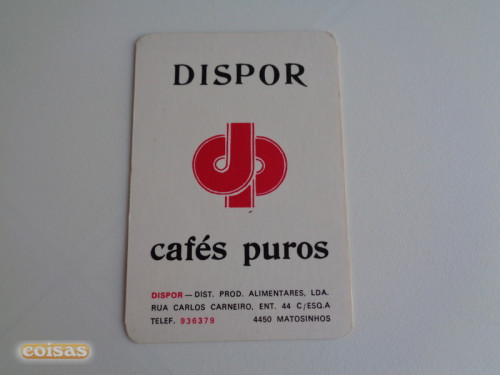 DISPOR
dp
cafés puros
DISPOR — DIST. PROD. ALIMENTARES, LDA.
RUA CARLOS CARNEIRO, ENT. 44 C/ESQ.A
TELEF. 936379 4450 MATOSINHOS
coisas